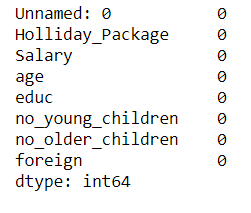 Unnamed: 0 0
Holliday_Package 0
Salary 0
age 0
educ 0
no_young_children 0
no_older_children 0
foreign 0
dtype: int64